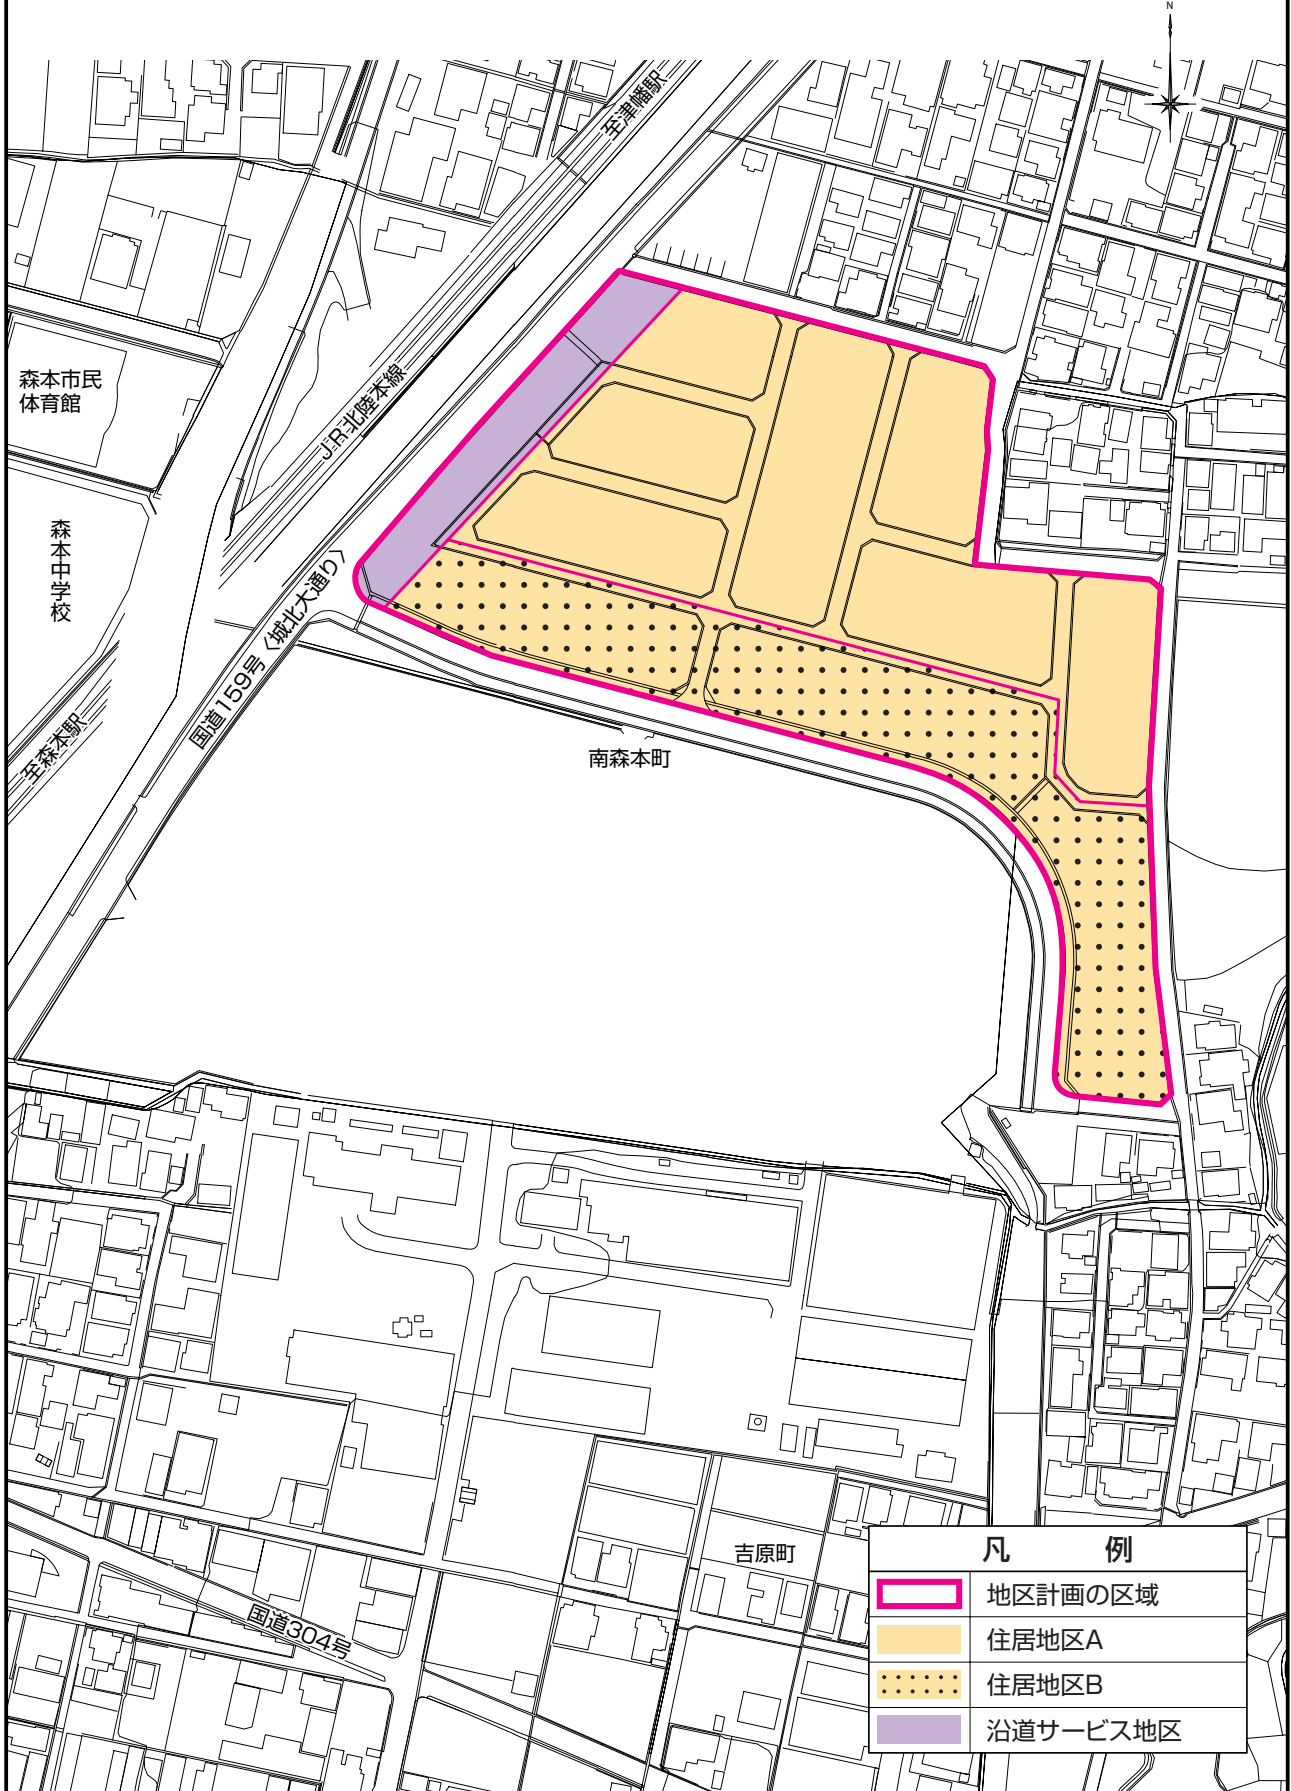 N
至津幡駅
森本市民
体育館
JR北陸本線
森本中学校
国道159号〈城北大通り〉
至森本駅
南森本町
吉原町
国道304号
凡 例
地区計画の区域
住居地区A
住居地区B
沿道サービス地区